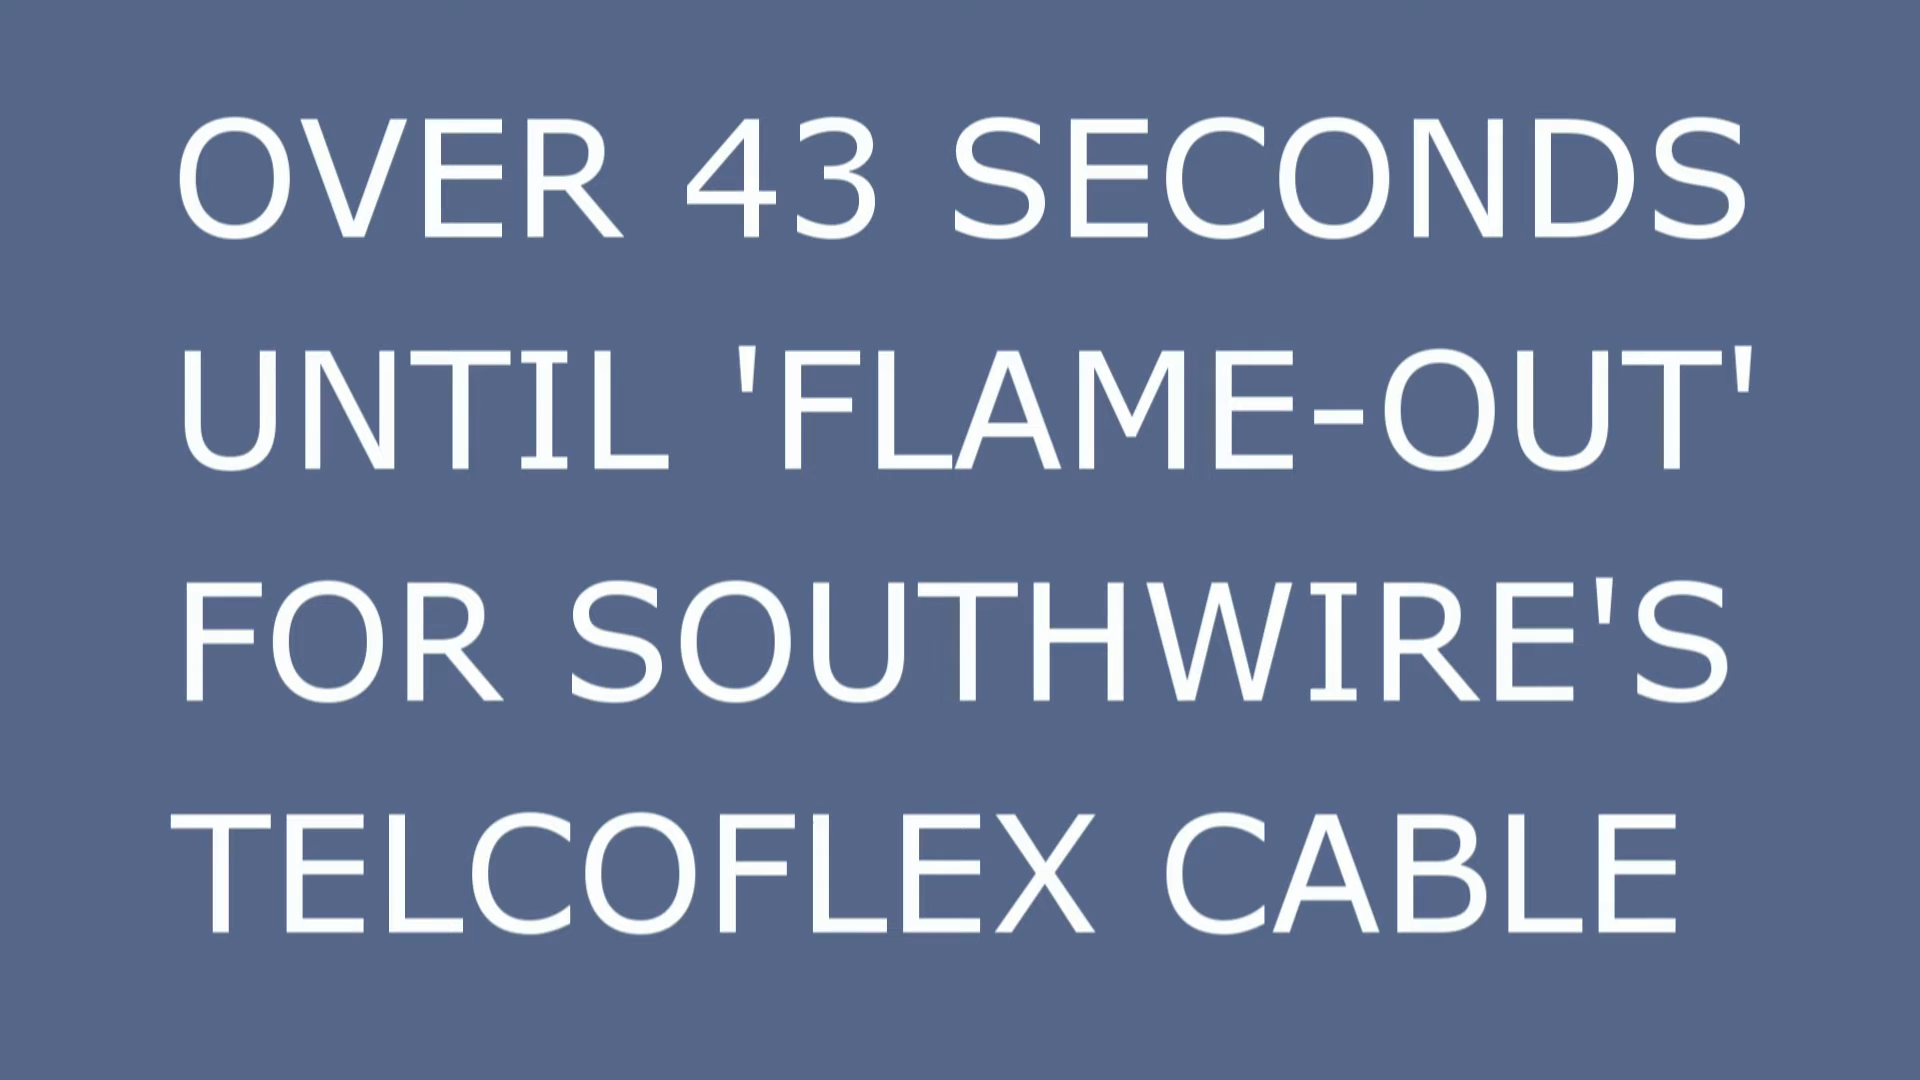 OVER 43 SECONDS
UNTIL 'FLAME-OUT'
FOR SOUTHWIRE'S
TELCOFLEX CABLE